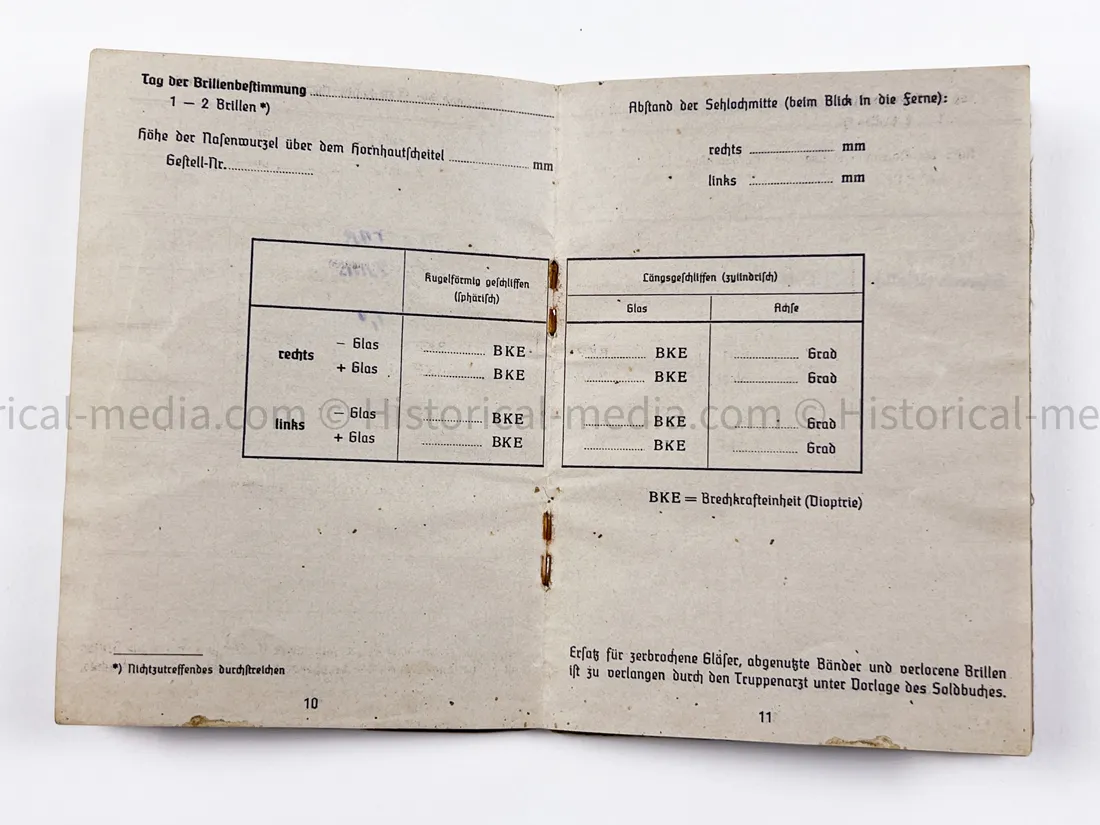 Tag der Brillenbestimmung ....................
1 — 2 Brillen *)
Höhe der Nasenwurzel über dem Hornhautscheitel .................... mm
Gestell-Nr. ....................
Kugelförmig geschliffen
(sphärisch)
rechts
— Glas .................... BKE
+ Glas .................... BKE
links
— Glas .................... BKE
+ Glas .................... BKE
*) Nichtzutreffendes durchstreichen
10
Abstand der Sehlochmitte (beim Blick in die Ferne):
rechts .................... mm
links .................... mm
Längsgeschliffen (zylindrisch)
Glas Achse
.................... BKE .................... Grad
.................... BKE .................... Grad
.................... BKE .................... Grad
.................... BKE .................... Grad
BKE = Brechkrafteinheit (Dioptrie)
Ersatz für zerbrochene Gläser, abgenutzte Bänder und verlorene Brillen
ist zu verlangen durch den Truppenarzt unter Vorlage des Soldbuches.
11
rical-media.com © Historical-media.com © Historical-me